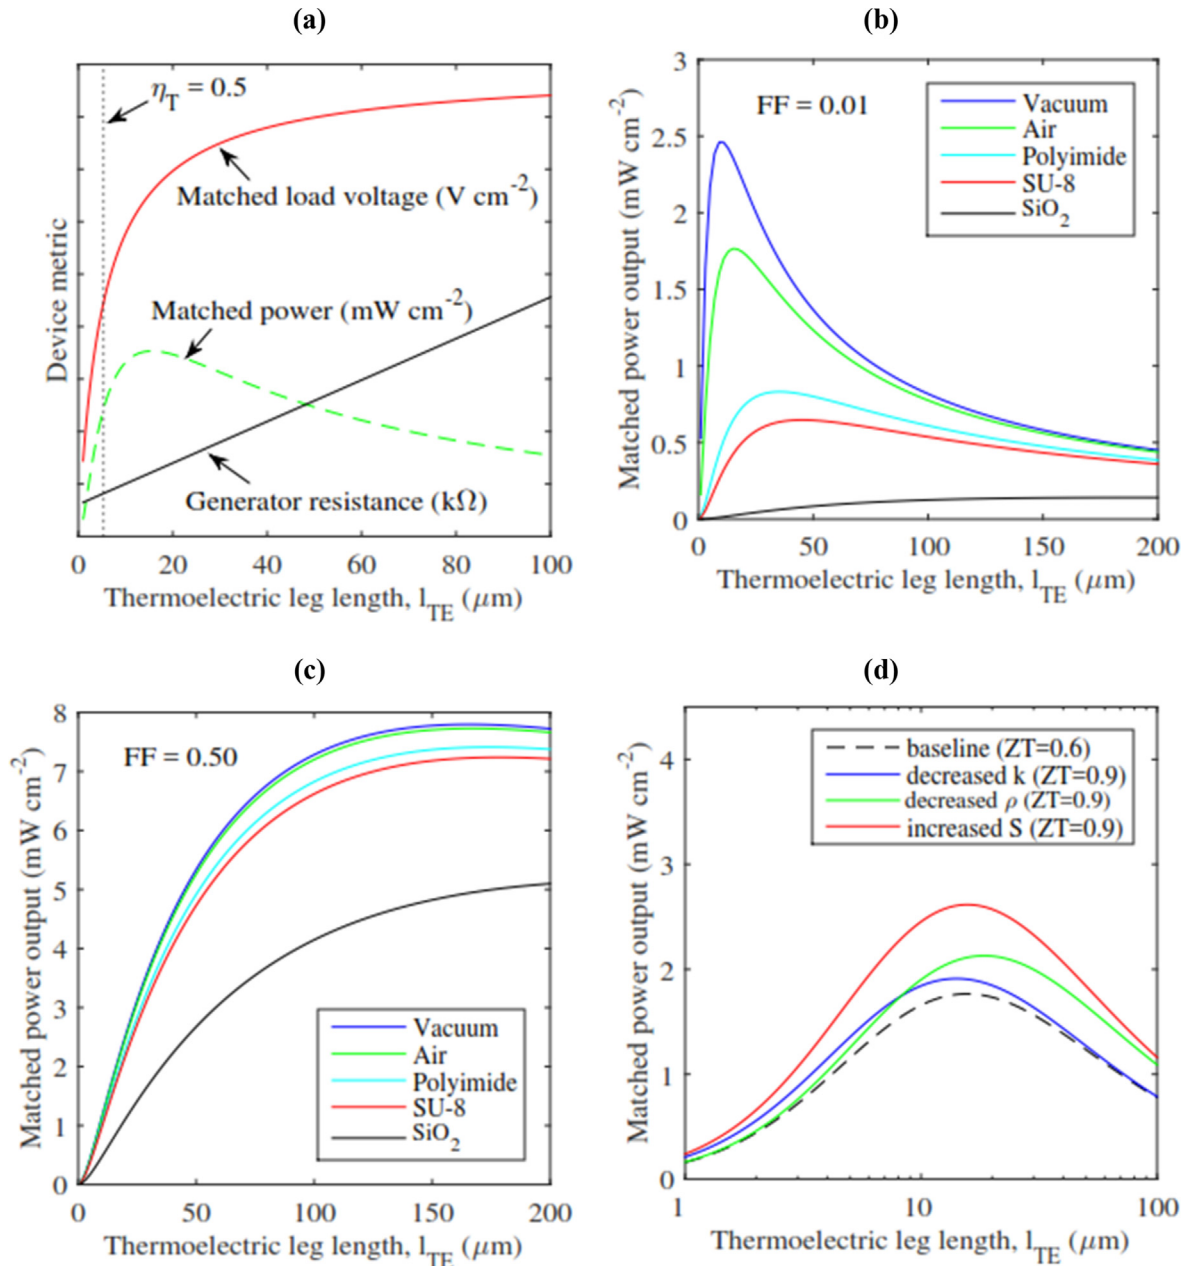 (a)
η_T = 0.5
Matched load voltage (V cm⁻²)
Matched power (mW cm⁻²)
Generator resistance (kΩ)
Device metric
0 20 40 60 80 100
Thermoelectric leg length, l_TE (μm)
(b)
3
2.5
2
1.5
1
0.5
0
FF = 0.01
Vacuum
Air
Polyimide
SU-8
SiO₂
Matched power output (mW cm⁻²)
0 50 100 150 200
Thermoelectric leg length, l_TE (μm)
(c)
8
7
6
5
4
3
2
1
0
FF = 0.50
Vacuum
Air
Polyimide
SU-8
SiO₂
Matched power output (mW cm⁻²)
0 50 100 150 200
Thermoelectric leg length, l_TE (μm)
(d)
4
3
2
1
0
baseline (ZT=0.6)
decreased k (ZT=0.9)
decreased ρ (ZT=0.9)
increased S (ZT=0.9)
Matched power output (mW cm⁻²)
1 10 100
Thermoelectric leg length, l_TE (μm)